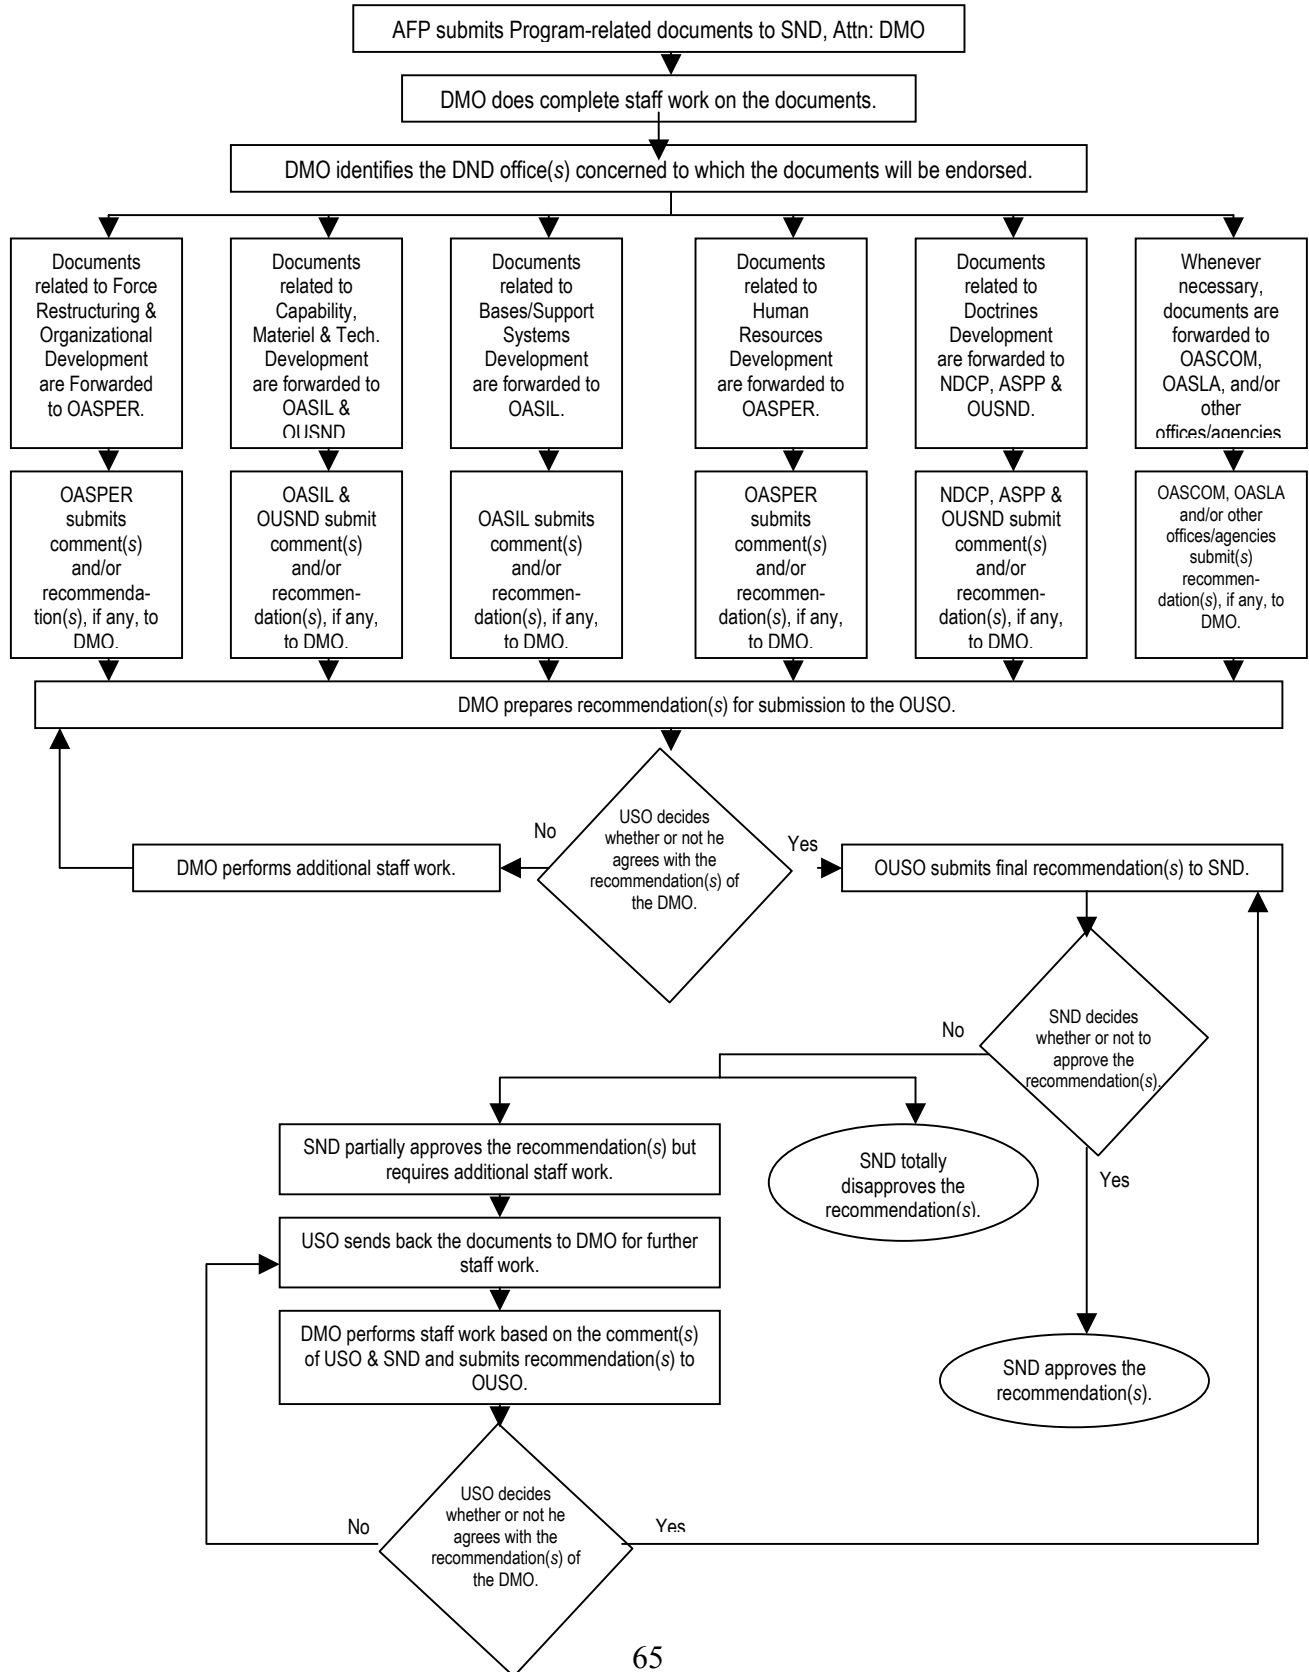 AFP submits Program-related documents to SND, Attn: DMO
DMO does complete staff work on the documents.
DMO identifies the DND office(s) concerned to which the documents will be endorsed.
Documents
related to Force
Restructuring &
Organizational
Development
are Forwarded
to OASPER.
Documents
related to
Capability,
Materiel & Tech.
Development
are forwarded to
OASIL &
OUSND
Documents
related to
Bases/Support
Systems
Development
are forwarded to
OASIL.
Documents
related to
Human
Resources
Development
are forwarded to
OASPER.
Documents
related to
Doctrines
Development
are forwarded to
NDCP, ASPP &
OUSND.
Whenever
necessary,
documents are
forwarded to
OASCOM,
OASLA, and/or
other
offices/agencies
OASPER
submits
comment(s)
and/or
recommenda-
tion(s), if any, to
DMO.
OASIL &
OUSND submit
comment(s)
and/or
recommen-
dation(s), if any,
to DMO.
OASIL submits
comment(s)
and/or
recommen-
dation(s), if any,
to DMO.
OASPER
submits
comment(s)
and/or
recommen-
dation(s), if any,
to DMO.
NDCP, ASPP &
OUSND submit
comment(s)
and/or
recommen-
dation(s), if any,
to DMO.
OASCOM, OASLA
and/or other
offices/agencies
submit(s)
recommen-
dation(s), if any, to
DMO.
DMO prepares recommendation(s) for submission to the OUSO.
USO decides
whether or not he
agrees with the
recommendation(s) of
the DMO.
No
Yes
DMO performs additional staff work.
OUSO submits final recommendation(s) to SND.
SND decides
whether or not to
approve the
recommendation(s).
No
Yes
SND partially approves the recommendation(s) but
requires additional staff work.
SND totally
disapproves the
recommendation(s).
USO sends back the documents to DMO for further
staff work.
DMO performs staff work based on the comment(s)
of USO & SND and submits recommendation(s) to
OUSO.
SND approves the
recommendation(s).
USO decides
whether or not he
agrees with the
recommendation(s) of
the DMO.
No
Yes
65